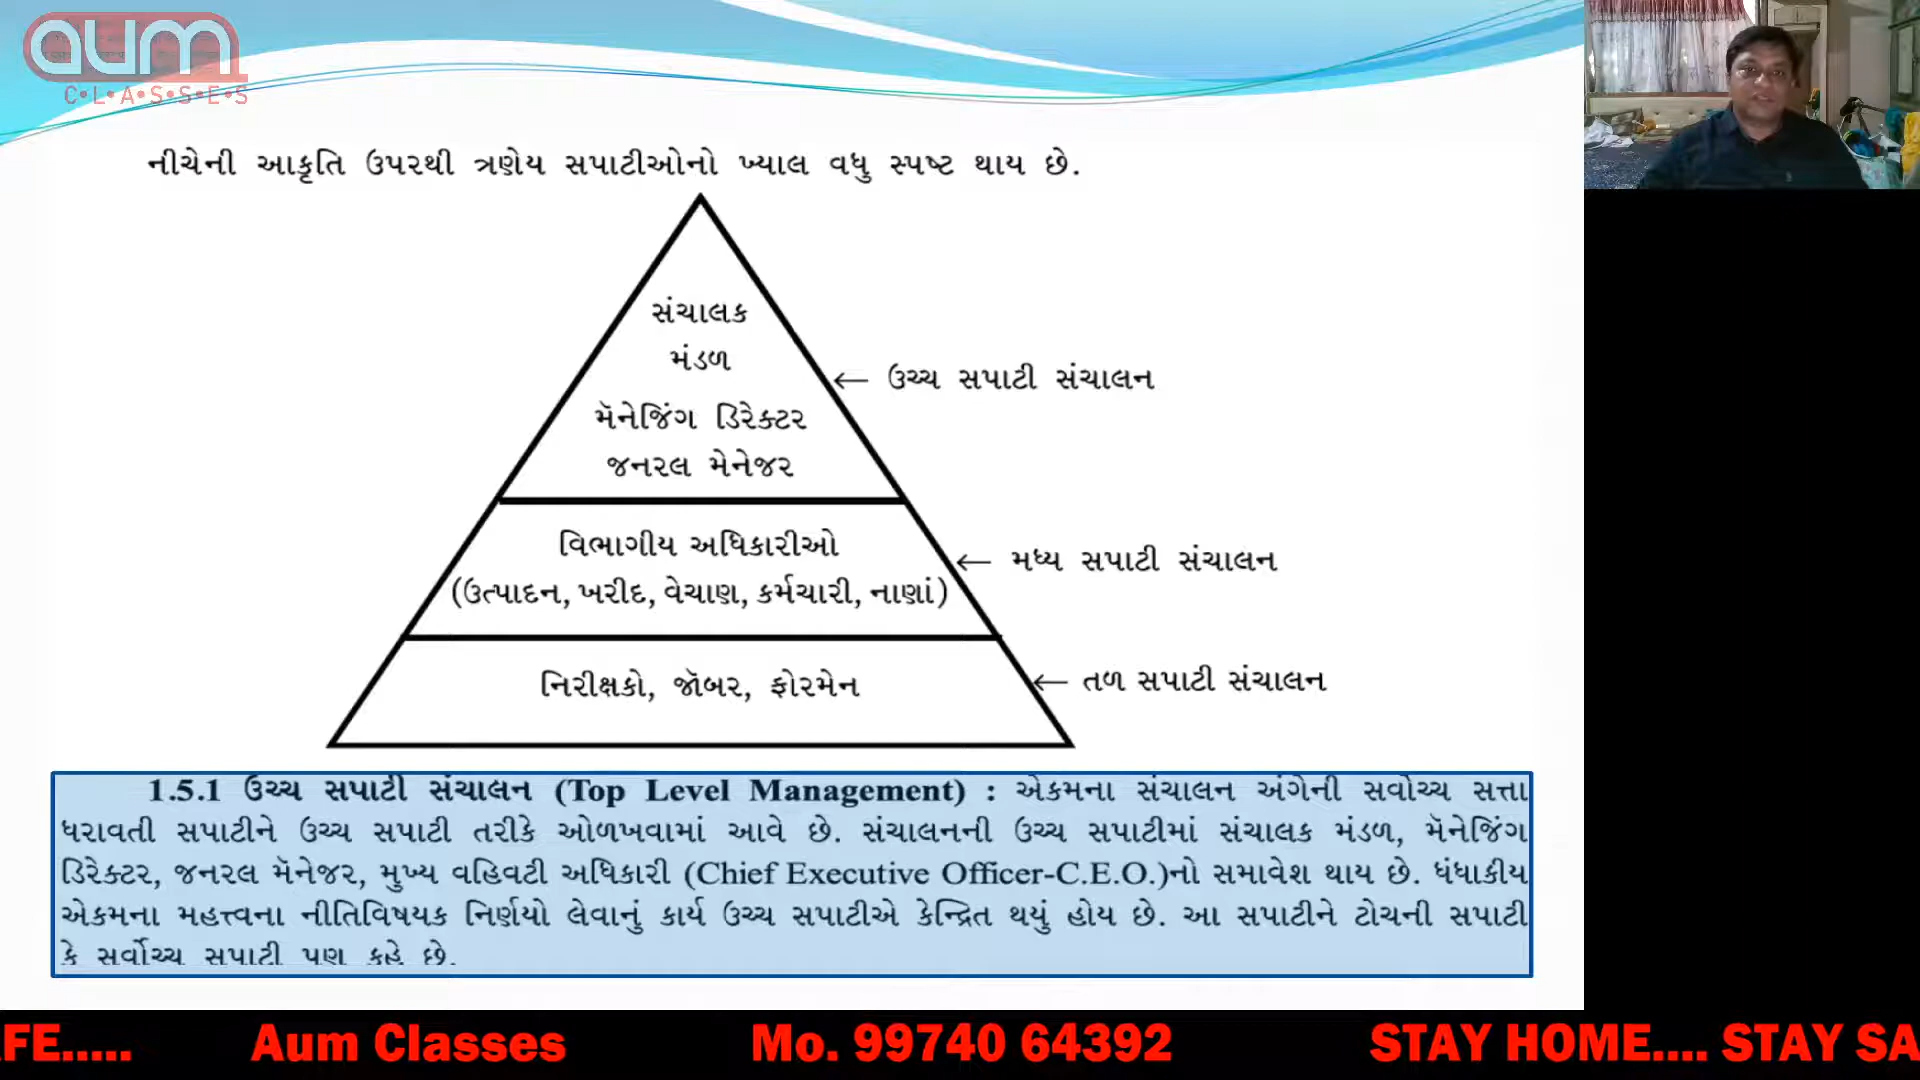 aum
C•L•A•S•S•E•S
નીચેની આકૃતિ ઉપરથી ત્રણેય સપાટીઓનો ખ્યાલ વધુ સ્પષ્ટ થાય છે.
સંચાલક
મંડળ
મૅનેજિંગ ડિરેક્ટર
જનરલ મેનેજર
← ઉચ્ચ સપાટી સંચાલન
વિભાગીય અધિકારીઓ
(ઉત્પાદન, ખરીદ, વેચાણ, કર્મચારી, નાણાં)
← મધ્ય સપાટી સંચાલન
નિરીક્ષકો, જૉબર, ફોરમેન
← તળ સપાટી સંચાલન
1.5.1 ઉચ્ચ સપાટી સંચાલન (Top Level Management) : એકમના સંચાલન અંગેની સર્વોચ્ચ સત્તા
ધરાવતી સપાટીને ઉચ્ચ સપાટી તરીકે ઓળખવામાં આવે છે. સંચાલનની ઉચ્ચ સપાટીમાં સંચાલક મંડળ, મૅનેજિંગ
ડિરેક્ટર, જનરલ મૅનેજર, મુખ્ય વહિવટી અધિકારી (Chief Executive Officer-C.E.O.)નો સમાવેશ થાય છે. ધંધાકીય
એકમના મહત્ત્વના નીતિવિષયક નિર્ણયો લેવાનું કાર્ય ઉચ્ચ સપાટીએ કેન્દ્રિત થયું હોય છે. આ સપાટીને ટોચની સપાટી
કે સર્વોચ્ચ સપાટી પણ કહે છે.
AFE..... Aum Classes Mo. 99740 64392 STAY HOME.... STAY SA